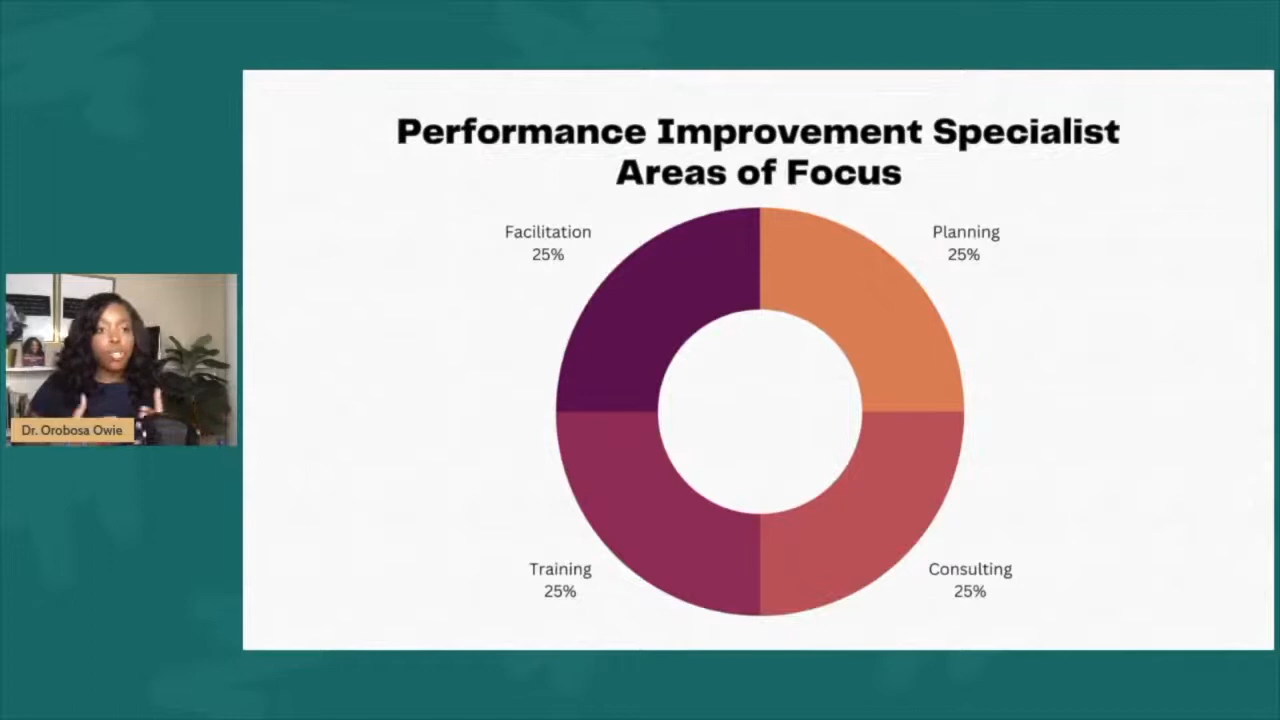 Performance Improvement Specialist
Areas of Focus
Facilitation
25%
Planning
25%
Training
25%
Consulting
25%
Dr. Orobosa Owie